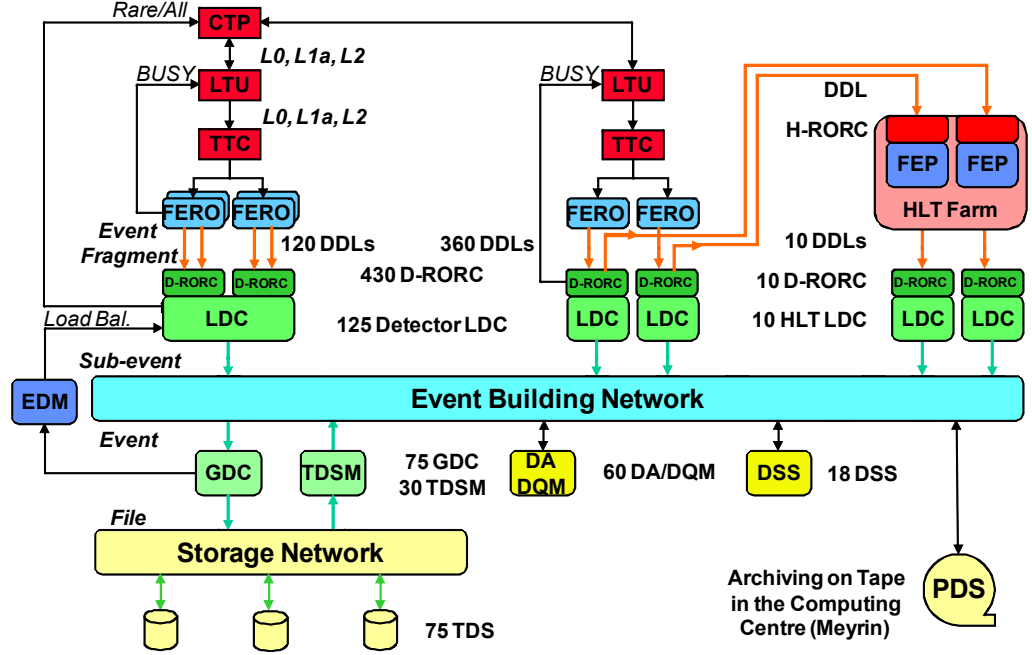 Rare/All
CTP
L0, L1a, L2
BUSY
LTU
BUSY
LTU
DDL
L0, L1a, L2
H-RORC
TTC
TTC
FEP
FEP
FERO
FERO
FERO
FERO
HLT Farm
Event
Fragment
120 DDLs
360 DDLs
10 DDLs
430 D-RORC
10 D-RORC
D-RORC
D-RORC
D-RORC
D-RORC
D-RORC
D-RORC
Load Bal.
LDC
125 Detector LDC
LDC
LDC
10 HLT LDC
LDC
LDC
Sub-event
EDM
Event Building Network
Event
GDC
TDSM
75 GDC
30 TDSM
DA
DQM
60 DA/DQM
DSS
18 DSS
File
Storage Network
Archiving on Tape
in the Computing
Centre (Meyrin)
PDS
75 TDS